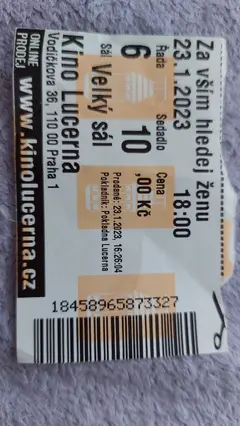 Za vším hledej ženu
23.1.2023 18:00
Řada Sedadlo Cena
6 10 ,00 Kč
Prodáno: 23.1.2023, 16:26:04
Pokladník: Pokladna Lucerna
Sál Velký sál
Kino Lucerna
Vodičkova 36, 110 00 Praha 1
ONLINE PRODEJ www.kinolucerna.cz
18458965873327